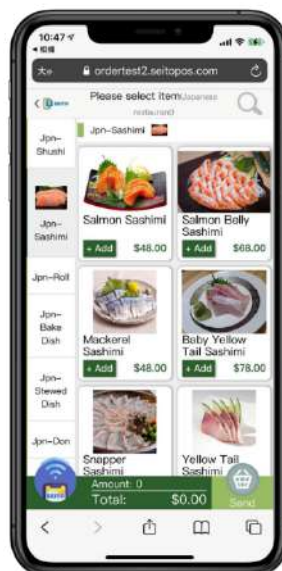 10:47
ordertest2.seitopos.com
Please select item(Japanese
restaurant)
Jpn-
Shushi
Jpn-Sashimi
Jpn-
Sashimi
Salmon Sashimi
+ Add $48.00
Salmon Belly
Sashimi
+ Add $68.00
Jpn-Roll
Jpn-
Bake
Dish
Mackerel
Sashimi
+ Add $48.00
Baby Yellow
Tail Sashimi
+ Add $78.00
Jpn-
Stewed
Dish
Jpn-Don
Snapper
Sashimi
Yellow Tail
Sashimi
Amount: 0
Total: $0.00
Send